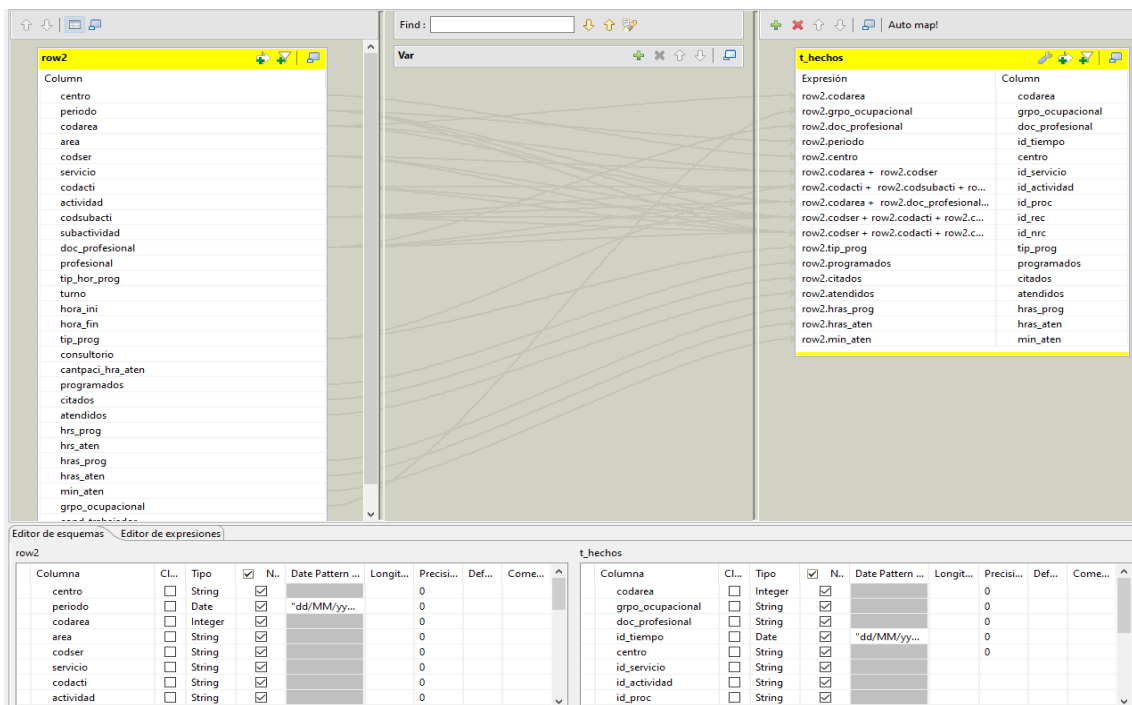 Find :
Auto map!
row2
Column
centro
periodo
codarea
area
codser
servicio
codacti
actividad
codsubacti
subactividad
doc_profesional
profesional
tip_hor_prog
turno
hora_ini
hora_fin
tip_prog
consultorio
cantpaci_hra_aten
programados
citados
atendidos
hrs_prog
hrs_aten
hras_prog
hras_aten
min_aten
grpo_ocupacional
Var
t_hechos
Expresión Column
row2.codarea codarea
row2.grpo_ocupacional grpo_ocupacional
row2.doc_profesional doc_profesional
row2.periodo id_tiempo
row2.centro centro
row2.codarea + row2.codser id_servicio
row2.codacti + row2.codsubacti + ro... id_actividad
row2.codarea + row2.doc_profesional... id_proc
row2.codser + row2.codacti + row2.c... id_rec
row2.codser + row2.codacti + row2.c... id_nrc
row2.tip_prog tip_prog
row2.programados programados
row2.citados citados
row2.atendidos atendidos
row2.hras_prog hras_prog
row2.hras_aten hras_aten
row2.min_aten min_aten
Editor de esquemas Editor de expresiones
row2
Columna Cl... Tipo N.. Date Pattern ... Longit... Precisi... Def... Come...
centro String 0
periodo Date "dd/MM/yy... 0
codarea Integer 0
area String 0
codser String 0
servicio String 0
codacti String 0
actividad String 0
t_hechos
Columna Cl... Tipo N.. Date Pattern ... Longit... Precisi... Def... Come...
codarea Integer 0
grpo_ocupacional String 0
doc_profesional String 0
id_tiempo Date "dd/MM/yy... 0
centro String 0
id_servicio String
id_actividad String
id_proc String